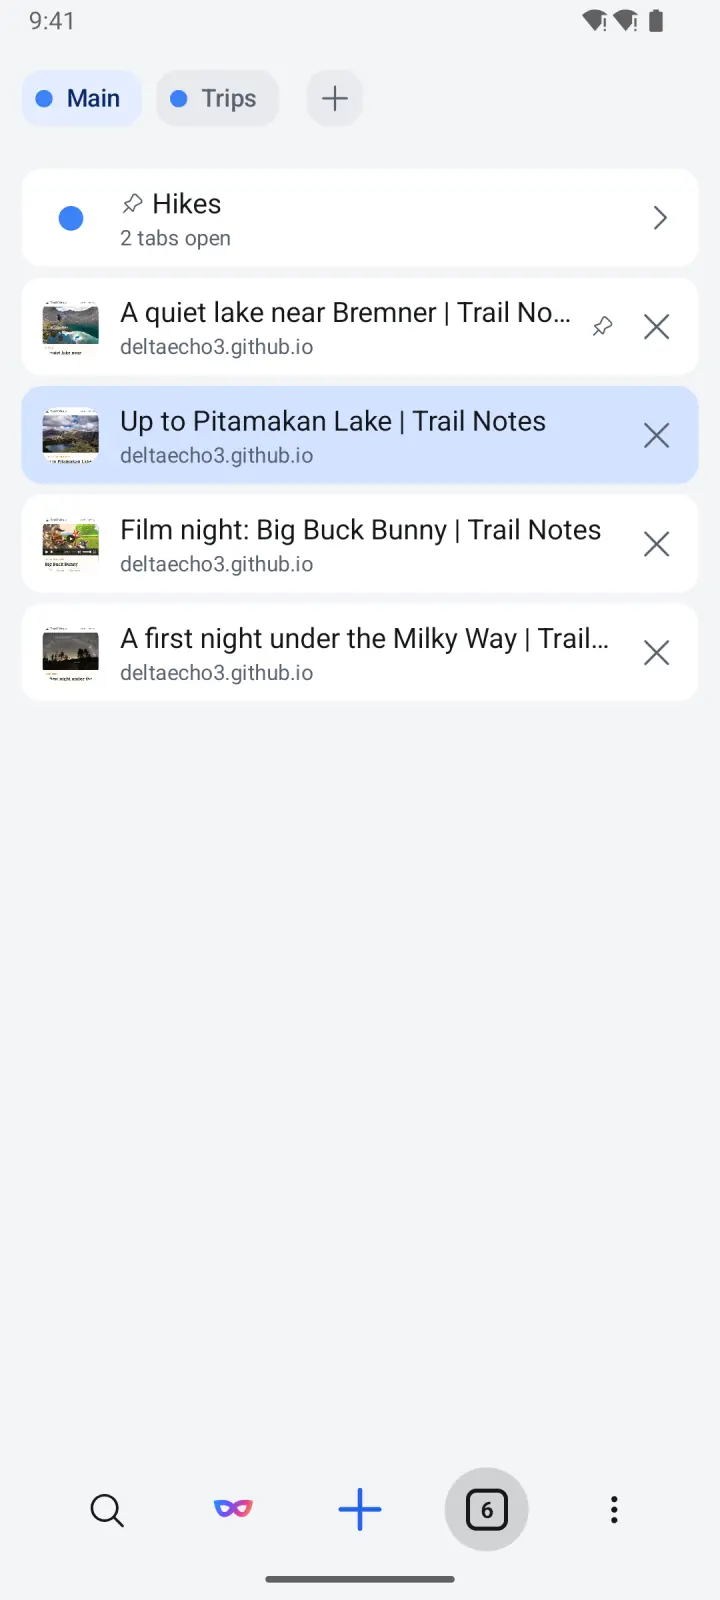 9:41
Main
Trips
Hikes
2 tabs open
A quiet lake near Bremner | Trail No...
deltaecho3.github.io
Up to Pitamakan Lake | Trail Notes
deltaecho3.github.io
Film night: Big Buck Bunny | Trail Notes
deltaecho3.github.io
A first night under the Milky Way | Trail...
deltaecho3.github.io
6